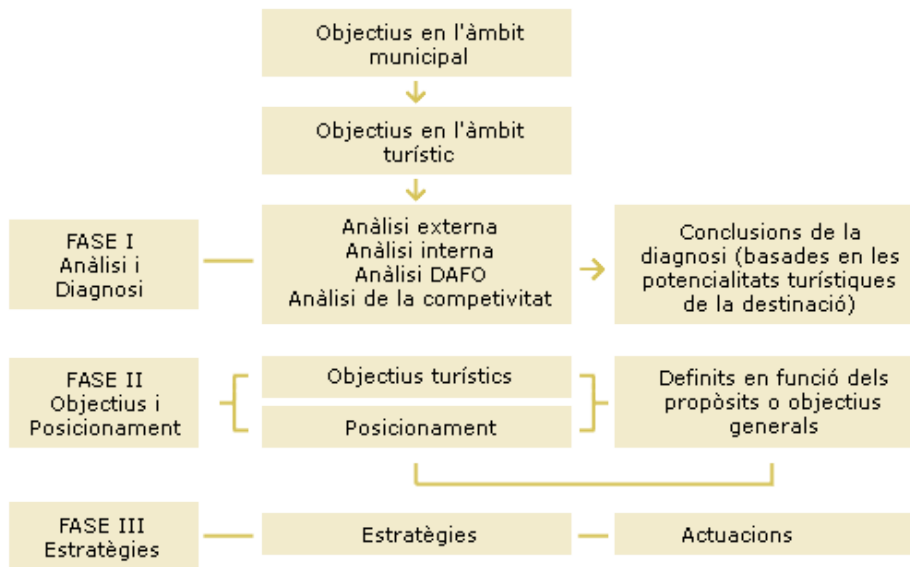 Objectius en l'àmbit
municipal
Objectius en l'àmbit
turístic
FASE I
Anàlisi i
Diagnosi
Anàlisi externa
Anàlisi interna
Anàlisi DAFO
Anàlisi de la competivitat
Conclusions de la
diagnosi (basades en les
potencialitats turístiques
de la destinació)
FASE II
Objectius i
Posicionament
Objectius turístics
Posicionament
Definits en funció dels
propòsits o objectius
generals
FASE III
Estratègies
Estratègies
Actuacions